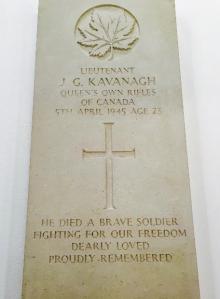 LIEUTENANT
J. G. KAVANAGH
QUEEN'S OWN RIFLES
OF CANADA
5TH APRIL 1945 AGE 23
HE DIED A BRAVE SOLDIER
FIGHTING FOR OUR FREEDOM
DEARLY LOVED
PROUDLY REMEMBERED